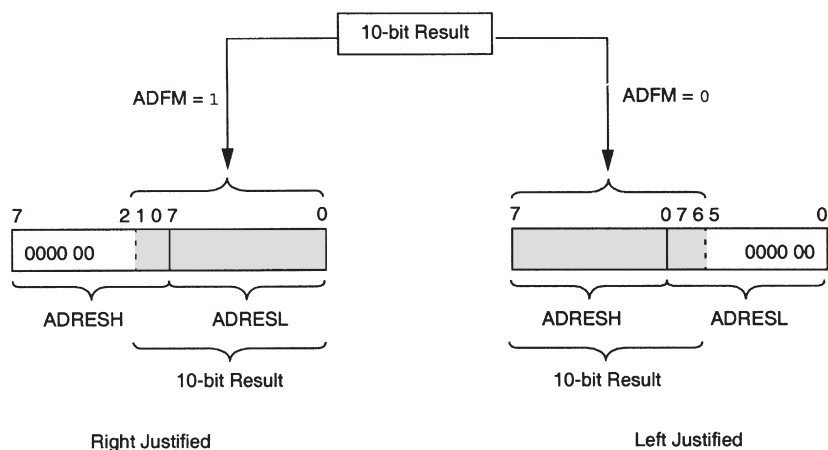 10-bit Result
ADFM = 1
ADFM = 0
7 2 1 0 7 0
7 0 7 6 5 0
0000 00
0000 00
ADRESH ADRESL
ADRESH ADRESL
10-bit Result
10-bit Result
Right Justified
Left Justified